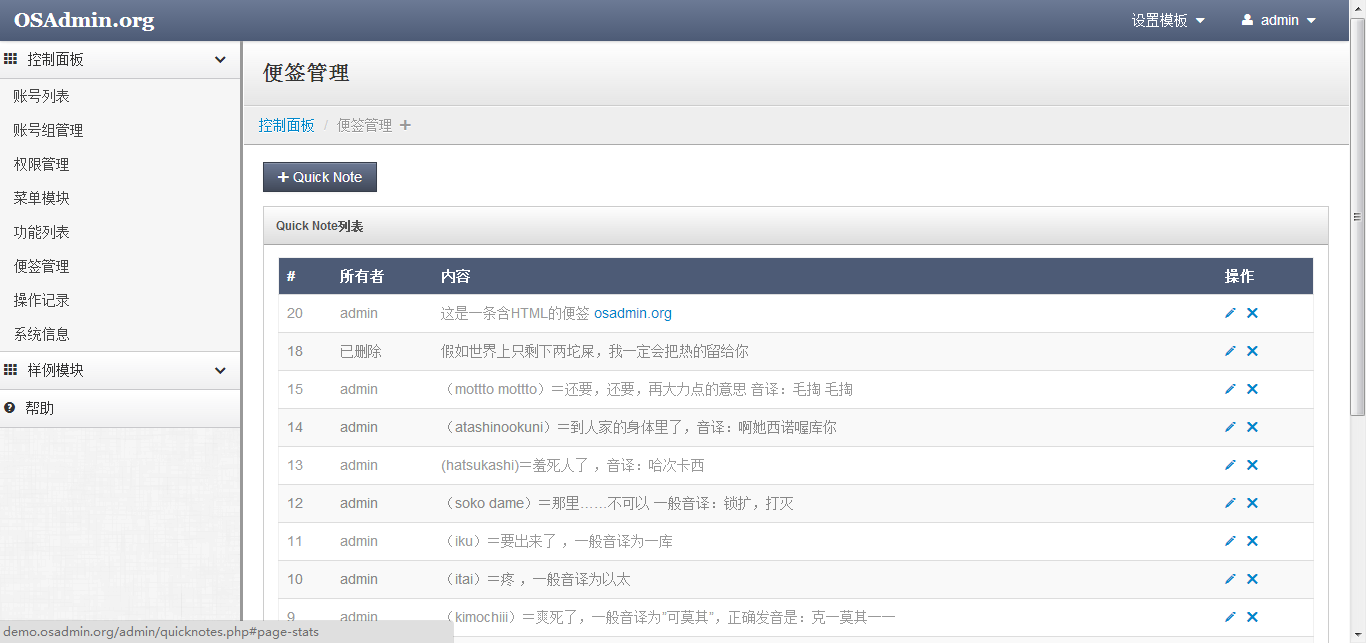 OSAdmin.org
设置模板 admin
控制面板
账号列表
账号组管理
权限管理
菜单模块
功能列表
便签管理
操作记录
系统信息
样例模块
帮助
便签管理
控制面板 / 便签管理 +
+ Quick Note
Quick Note列表
# 所有者 内容 操作
20 admin 这是一条含HTML的便签 osadmin.org
18 已删除 假如世界上只剩下两坨屎，我一定会把热的留给你
15 admin （mottto mottto）＝还要，还要，再大力点的意思 音译：毛掏 毛掏
14 admin （atashinookuni）＝到人家的身体里了，音译：啊她西诺喔库你
13 admin (hatsukashi)＝羞死人了 ，音译：哈次卡西
12 admin （soko dame）＝那里……不可以 一般音译：锁扩，打灭
11 admin （iku）＝要出来了 ，一般音译为一库
10 admin （itai）＝疼 ，一般音译为以太
9 admin （kimochiii）＝爽死了，一般音译为"可莫其"，正确发音是：克一莫其一一
demo.osadmin.org/admin/quicknotes.php#page-stats